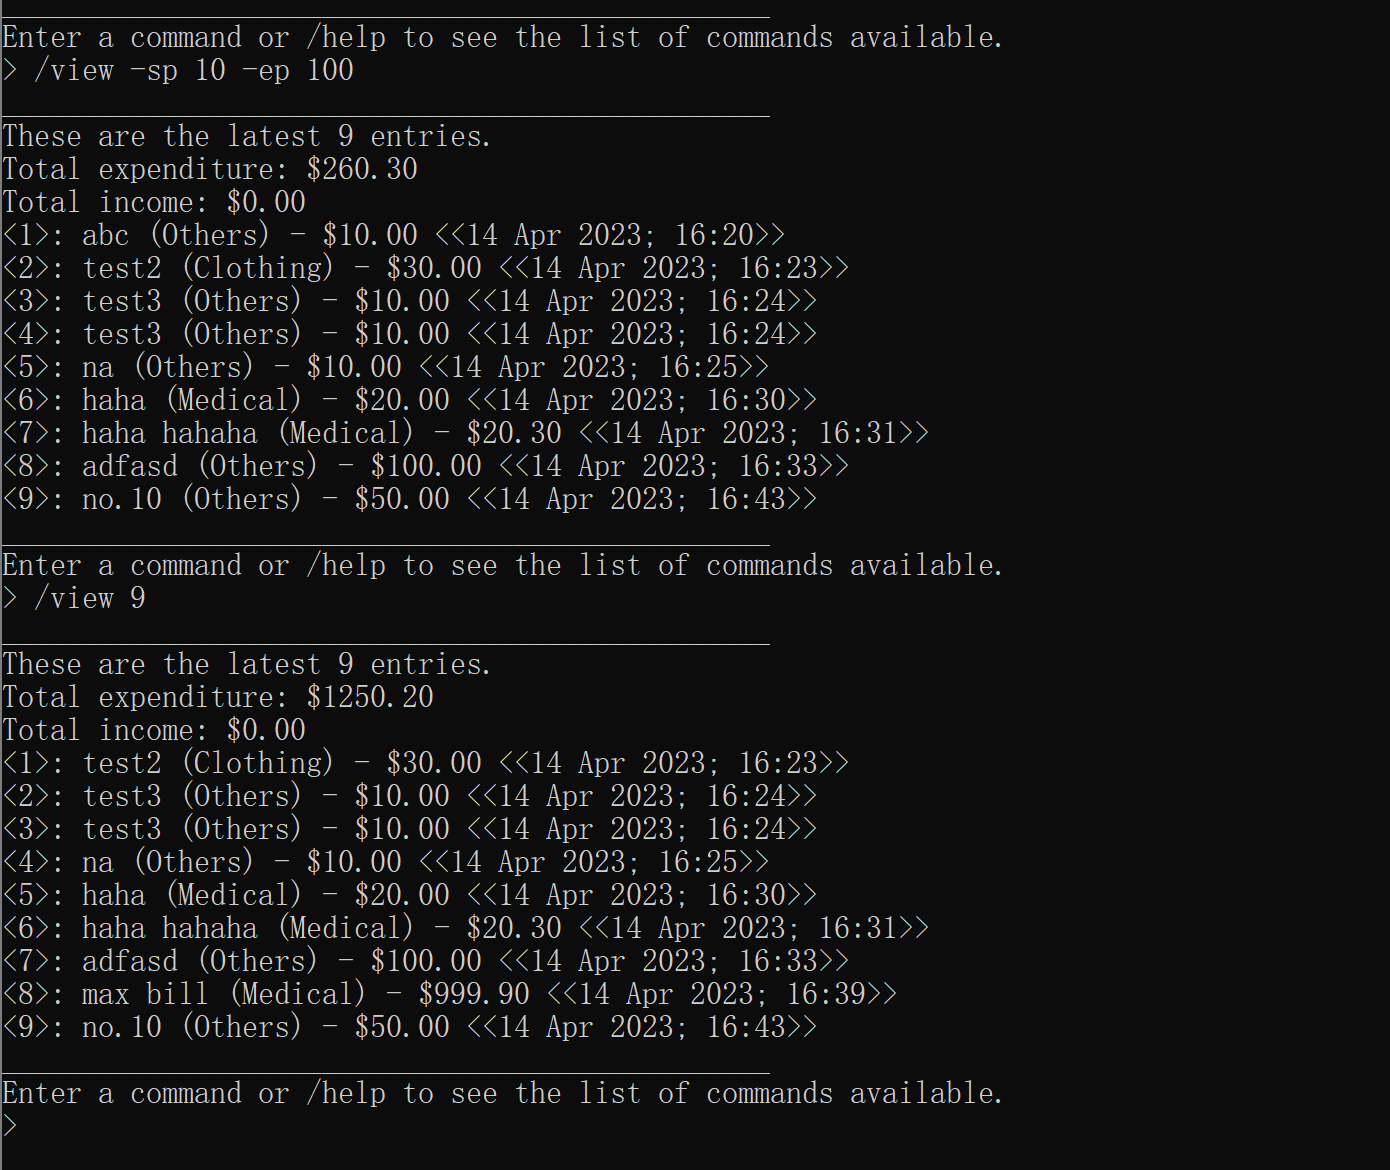 Enter a command or /help to see the list of commands available.
> /view -sp 10 -ep 100
These are the latest 9 entries.
Total expenditure: $260.30
Total income: $0.00
<1>: abc (Others) - $10.00 <<14 Apr 2023; 16:20>>
<2>: test2 (Clothing) - $30.00 <<14 Apr 2023; 16:23>>
<3>: test3 (Others) - $10.00 <<14 Apr 2023; 16:24>>
<4>: test3 (Others) - $10.00 <<14 Apr 2023; 16:24>>
<5>: na (Others) - $10.00 <<14 Apr 2023; 16:25>>
<6>: haha (Medical) - $20.00 <<14 Apr 2023; 16:30>>
<7>: haha hahaha (Medical) - $20.30 <<14 Apr 2023; 16:31>>
<8>: adfasd (Others) - $100.00 <<14 Apr 2023; 16:33>>
<9>: no.10 (Others) - $50.00 <<14 Apr 2023; 16:43>>
Enter a command or /help to see the list of commands available.
> /view 9
These are the latest 9 entries.
Total expenditure: $1250.20
Total income: $0.00
<1>: test2 (Clothing) - $30.00 <<14 Apr 2023; 16:23>>
<2>: test3 (Others) - $10.00 <<14 Apr 2023; 16:24>>
<3>: test3 (Others) - $10.00 <<14 Apr 2023; 16:24>>
<4>: na (Others) - $10.00 <<14 Apr 2023; 16:25>>
<5>: haha (Medical) - $20.00 <<14 Apr 2023; 16:30>>
<6>: haha hahaha (Medical) - $20.30 <<14 Apr 2023; 16:31>>
<7>: adfasd (Others) - $100.00 <<14 Apr 2023; 16:33>>
<8>: max bill (Medical) - $999.90 <<14 Apr 2023; 16:39>>
<9>: no.10 (Others) - $50.00 <<14 Apr 2023; 16:43>>
Enter a command or /help to see the list of commands available.
>